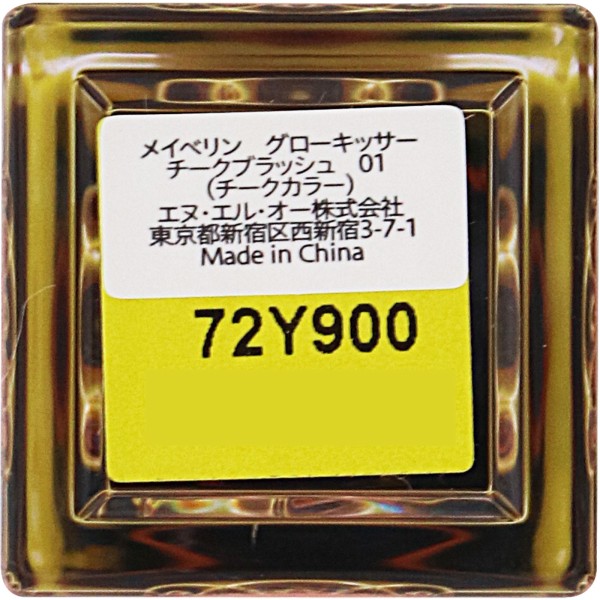 メイベリン　グローキッサー
チークブラッシュ　01
（チークカラー）
エヌ・エル・オー株式会社
東京都新宿区西新宿3-7-1
Made in China
72Y900